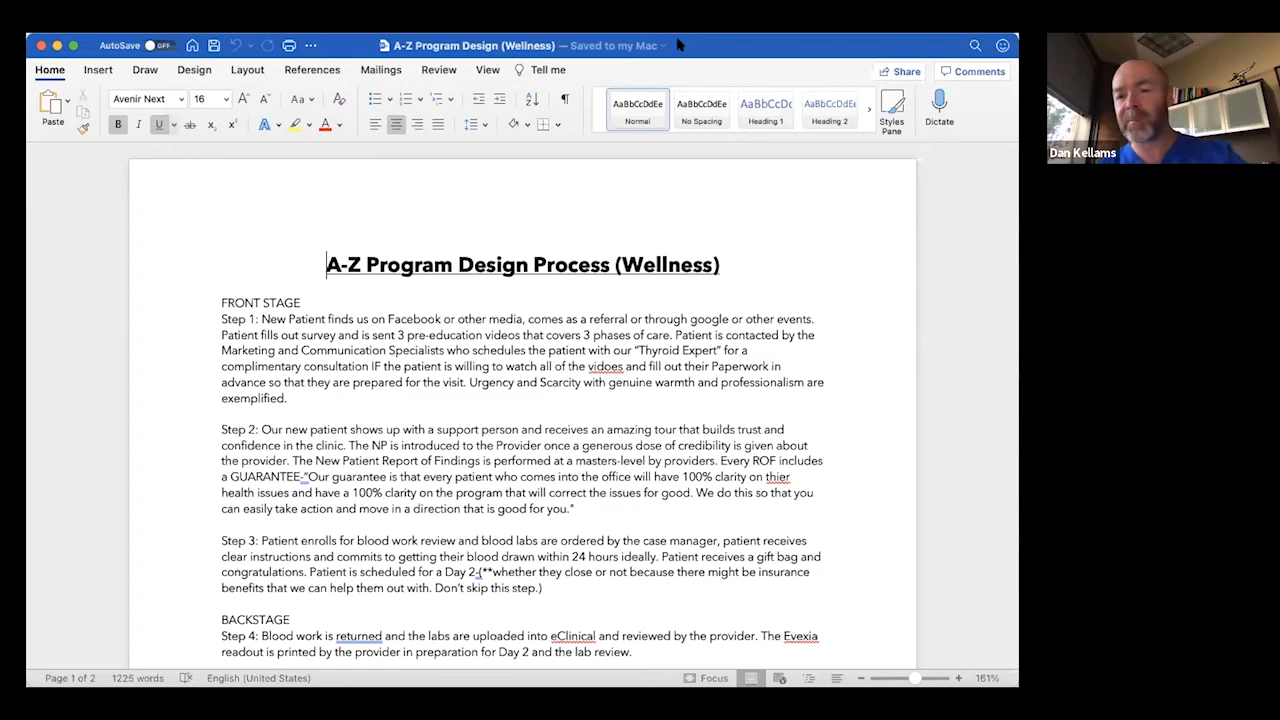 AutoSave OFF A-Z Program Design (Wellness) — Saved to my Mac
Home Insert Draw Design Layout References Mailings Review View Tell me Share Comments
Paste Avenir Next 16 A A Aa A AaBbCcDdEe AaBbCcDdEe AaBbCcDc AaBbCcDdEe
B I U ab x₂ x² A A Normal No Spacing Heading 1 Heading 2 Styles Pane Dictate
Dan Kellams
A-Z Program Design Process (Wellness)
FRONT STAGE
Step 1: New Patient finds us on Facebook or other media, comes as a referral or through google or other events.
Patient fills out survey and is sent 3 pre-education videos that covers 3 phases of care. Patient is contacted by the
Marketing and Communication Specialists who schedules the patient with our “Thyroid Expert” for a
complimentary consultation IF the patient is willing to watch all of the vidoes and fill out their Paperwork in
advance so that they are prepared for the visit. Urgency and Scarcity with genuine warmth and professionalism are
exemplified.
Step 2: Our new patient shows up with a support person and receives an amazing tour that builds trust and
confidence in the clinic. The NP is introduced to the Provider once a generous dose of credibility is given about
the provider. The New Patient Report of Findings is performed at a masters-level by providers. Every ROF includes
a GUARANTEE-“Our guarantee is that every patient who comes into the office will have 100% clarity on thier
health issues and have a 100% clarity on the program that will correct the issues for good. We do this so that you
can easily take action and move in a direction that is good for you."
Step 3: Patient enrolls for blood work review and blood labs are ordered by the case manager, patient receives
clear instructions and commits to getting their blood drawn within 24 hours ideally. Patient receives a gift bag and
congratulations. Patient is scheduled for a Day 2-(**whether they close or not because there might be insurance
benefits that we can help them out with. Don’t skip this step.)
BACKSTAGE
Step 4: Blood work is returned and the labs are uploaded into eClinical and reviewed by the provider. The Evexia
readout is printed by the provider in preparation for Day 2 and the lab review.
Page 1 of 2 1225 words English (United States) Focus 161%